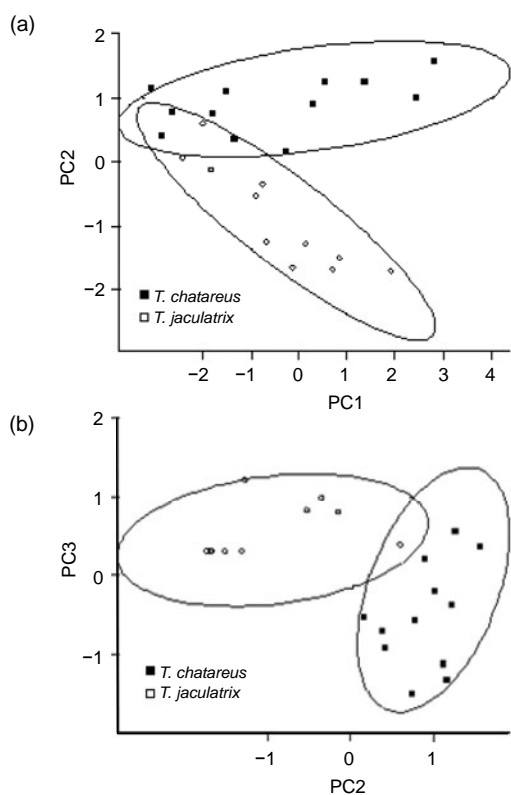 (a)
2
1
0
−1
−2
PC2
T. chatareus
T. jaculatrix
−2 −1 0 1 2 3 4
PC1
(b)
2
1
0
−1
PC3
T. chatareus
T. jaculatrix
−1 0 1
PC2